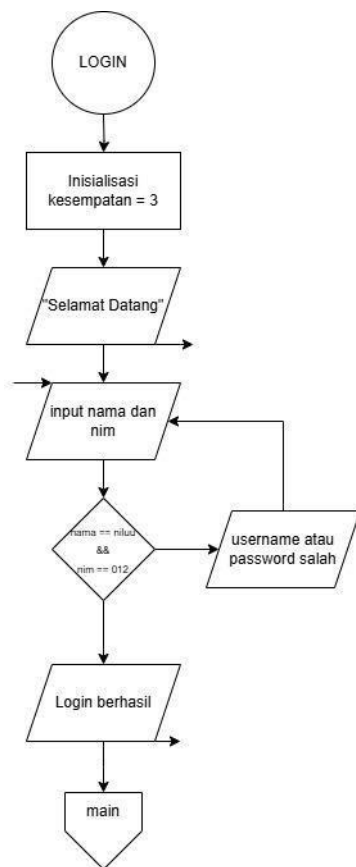 LOGIN
Inisialisasi
kesempatan = 3
"Selamat Datang"
input nama dan
nim
nama == niluu
&&
nim == 012
username atau
password salah
Login berhasil
main